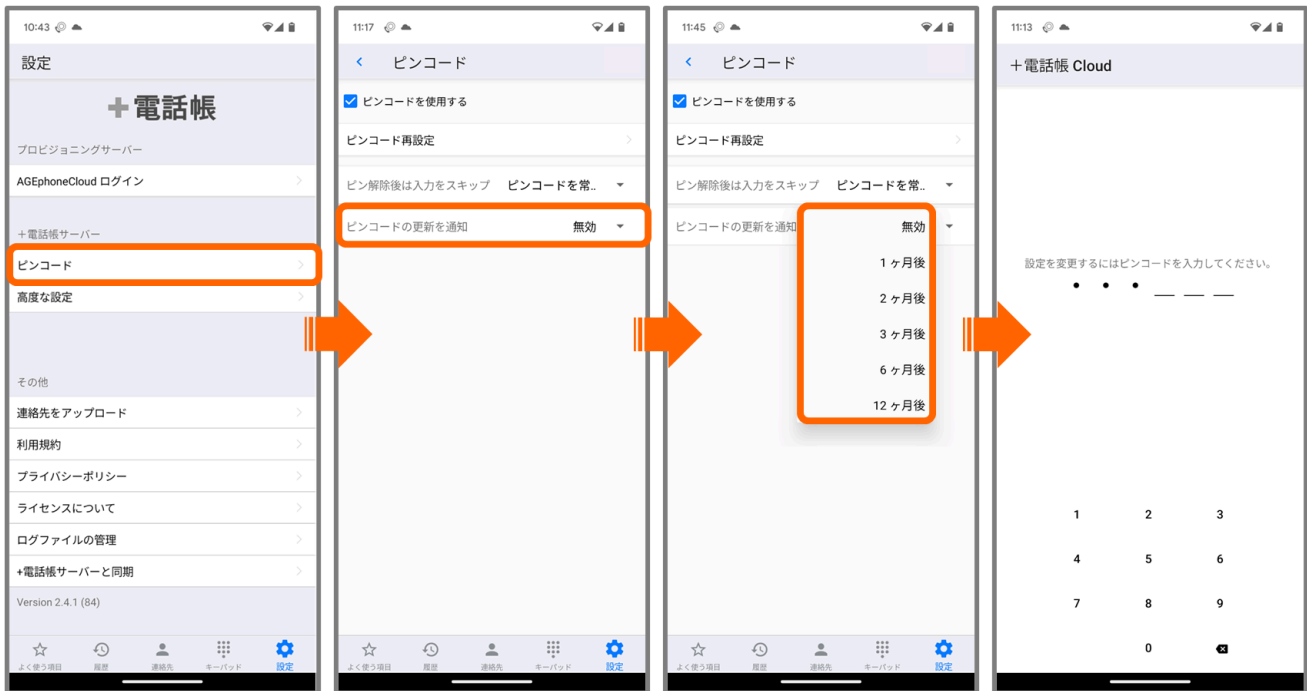 10:43
設定
+電話帳
プロビジョニングサーバー
AGEphoneCloud ログイン
+電話帳サーバー
ピンコード
高度な設定
その他
連絡先をアップロード
利用規約
プライバシーポリシー
ライセンスについて
ログファイルの管理
+電話帳サーバーと同期
Version 2.4.1 (84)
よく使う項目 履歴 連絡先 キーパッド 設定
11:17
ピンコード
ピンコードを使用する
ピンコード再設定
ピン解除後は入力をスキップ ピンコードを常..
ピンコードの更新を通知 無効
よく使う項目 履歴 連絡先 キーパッド 設定
11:45
ピンコード
ピンコードを使用する
ピンコード再設定
ピン解除後は入力をスキップ ピンコードを常..
ピンコードの更新を通知 無効
1 ヶ月後
2 ヶ月後
3 ヶ月後
6 ヶ月後
12 ヶ月後
よく使う項目 履歴 連絡先 キーパッド 設定
11:13
+電話帳 Cloud
設定を変更するにはピンコードを入力してください。
1 2 3
4 5 6
7 8 9
0